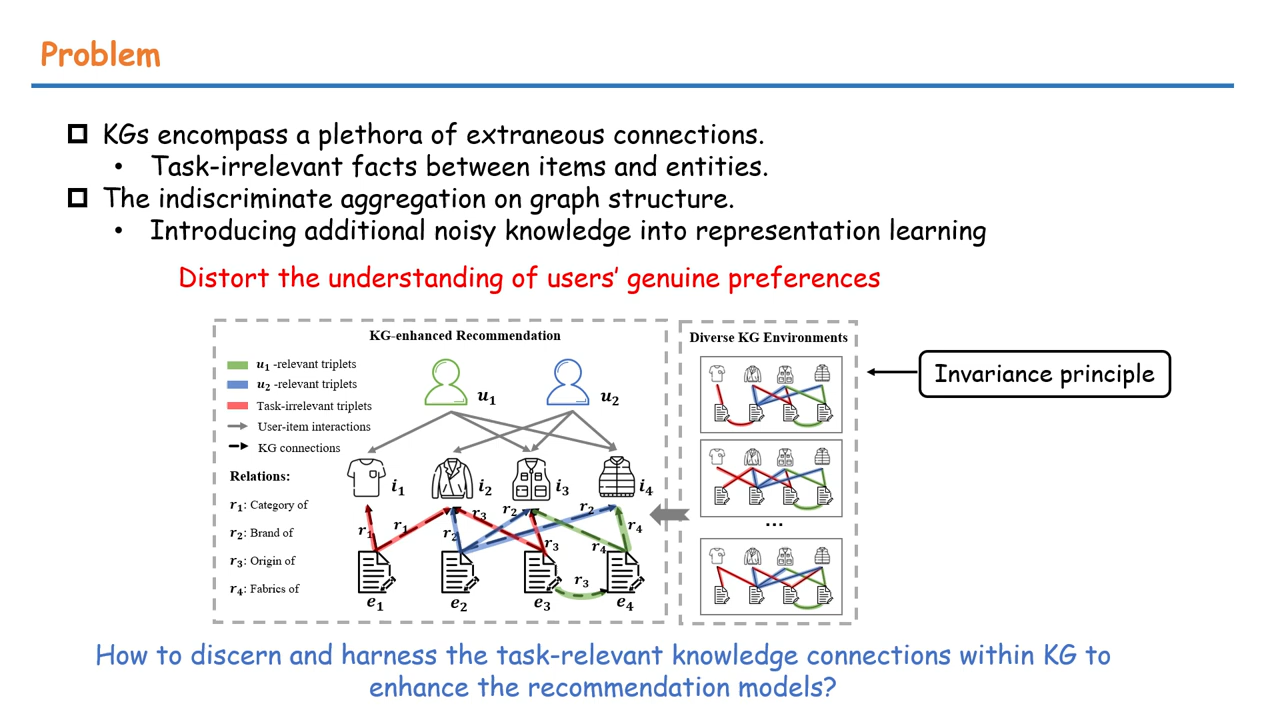 Problem
KGs encompass a plethora of extraneous connections.
• Task-irrelevant facts between items and entities.
The indiscriminate aggregation on graph structure.
• Introducing additional noisy knowledge into representation learning
Distort the understanding of users’ genuine preferences
KG-enhanced Recommendation
u1 -relevant triplets
u2 -relevant triplets
Task-irrelevant triplets
User-item interactions
KG connections
Relations:
r1: Category of
r2: Brand of
r3: Origin of
r4: Fabrics of
u1
u2
i1
i2
i3
i4
r1
r1
r2
r3
r2
r3
r2
r4
r4
r3
e1
e2
e3
e4
Diverse KG Environments
...
Invariance principle
How to discern and harness the task-relevant knowledge connections within KG to
enhance the recommendation models?